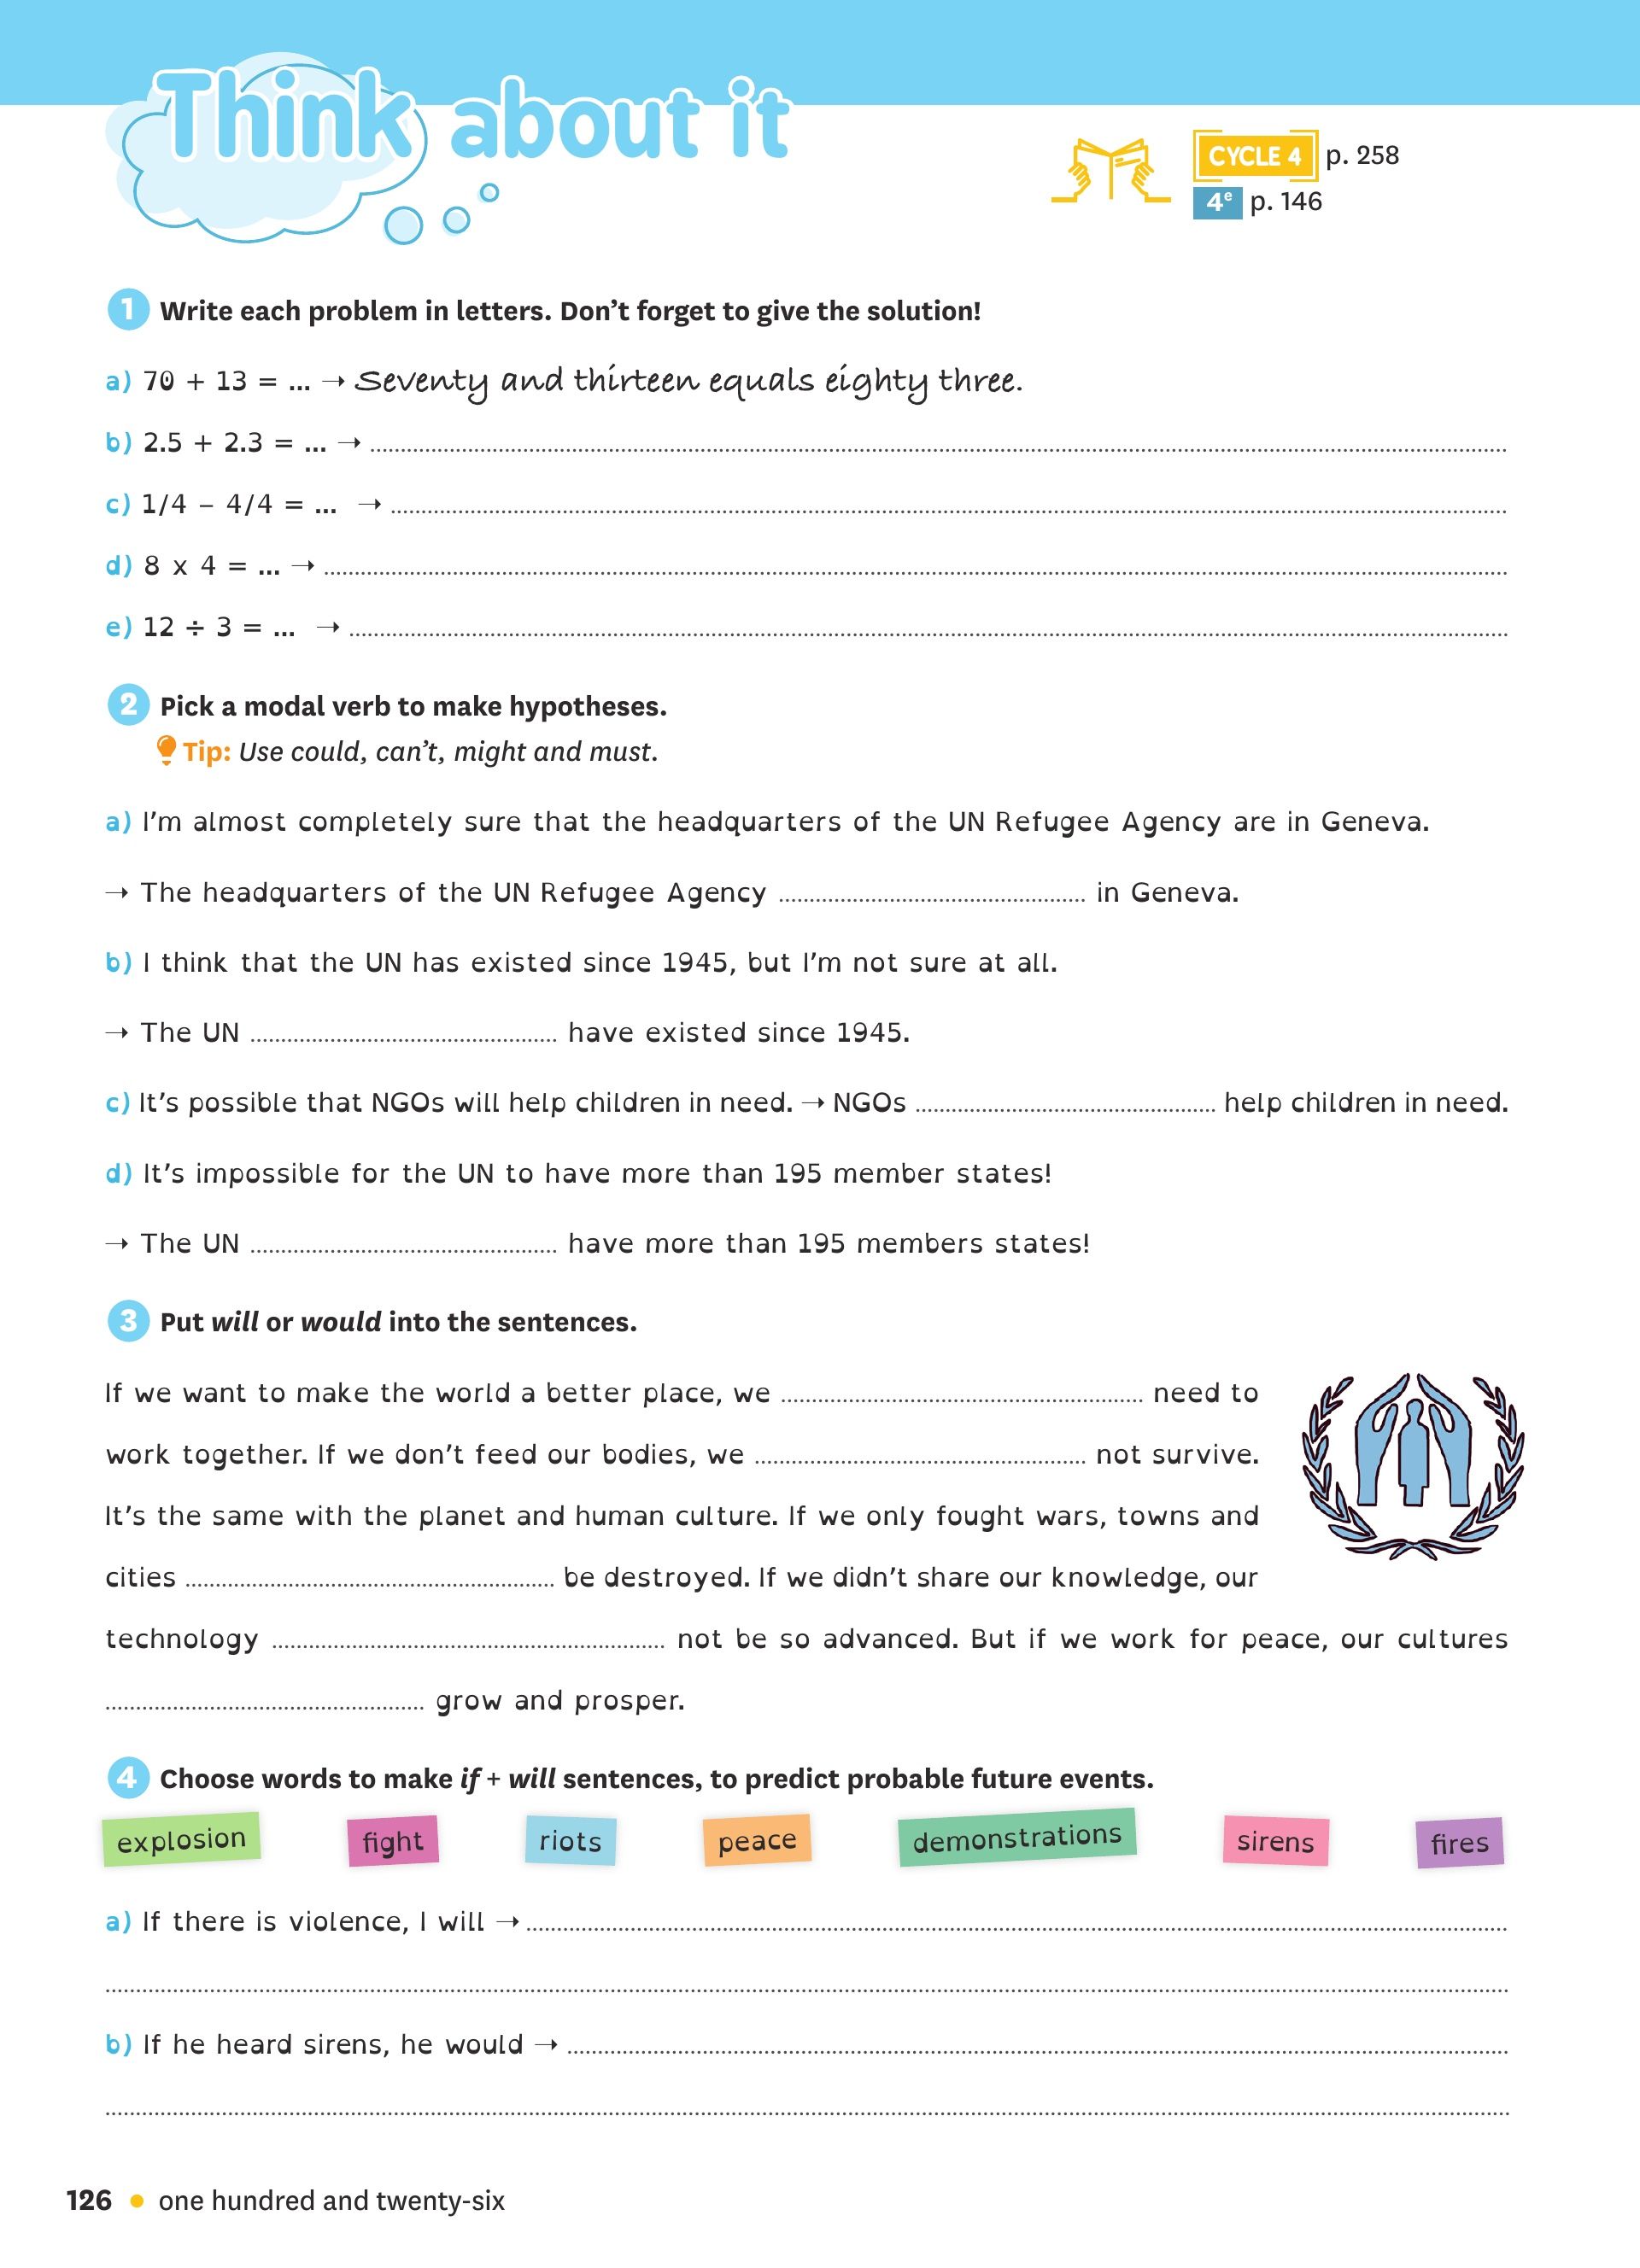 Think about it
CYCLE 4 p. 258
4e p. 146
1 Write each problem in letters. Don't forget to give the solution!
a) 70 + 13 = ... → Seventy and thirteen equals eighty three.
b) 2.5 + 2.3 = ... →
c) 1/4 – 4/4 = ... →
d) 8 x 4 = ... →
e) 12 ÷ 3 = ... →
2 Pick a modal verb to make hypotheses.
Tip: Use could, can't, might and must.
a) I'm almost completely sure that the headquarters of the UN Refugee Agency are in Geneva.
→ The headquarters of the UN Refugee Agency ........ in Geneva.
b) I think that the UN has existed since 1945, but I'm not sure at all.
→ The UN ........ have existed since 1945.
c) It's possible that NGOs will help children in need. → NGOs ........ help children in need.
d) It's impossible for the UN to have more than 195 member states!
→ The UN ........ have more than 195 members states!
3 Put will or would into the sentences.
If we want to make the world a better place, we ........ need to
work together. If we don't feed our bodies, we ........ not survive.
It's the same with the planet and human culture. If we only fought wars, towns and
cities ........ be destroyed. If we didn't share our knowledge, our
technology ........ not be so advanced. But if we work for peace, our cultures
........ grow and prosper.
4 Choose words to make if + will sentences, to predict probable future events.
explosion fight riots peace demonstrations sirens fires
a) If there is violence, I will →
b) If he heard sirens, he would →
126 • one hundred and twenty-six